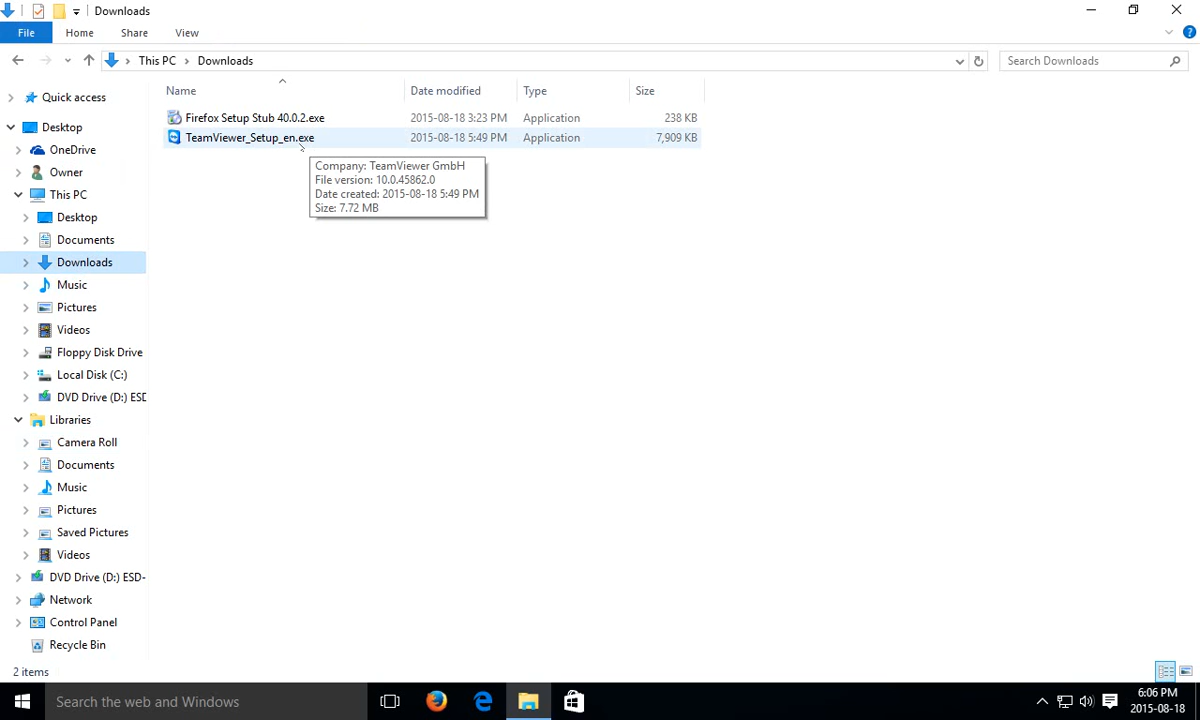 Downloads
File Home Share View
This PC Downloads
Search Downloads
Name Date modified Type Size
Firefox Setup Stub 40.0.2.exe 2015-08-18 3:23 PM Application 238 KB
TeamViewer_Setup_en.exe 2015-08-18 5:49 PM Application 7,909 KB
Company: TeamViewer GmbH
File version: 10.0.45862.0
Date created: 2015-08-18 5:49 PM
Size: 7.72 MB
Quick access
Desktop
OneDrive
Owner
This PC
Desktop
Documents
Downloads
Music
Pictures
Videos
Floppy Disk Drive
Local Disk (C:)
DVD Drive (D:) ESD
Libraries
Camera Roll
Documents
Music
Pictures
Saved Pictures
Videos
DVD Drive (D:) ESD-
Network
Control Panel
Recycle Bin
2 items
Search the web and Windows
6:06 PM
2015-08-18